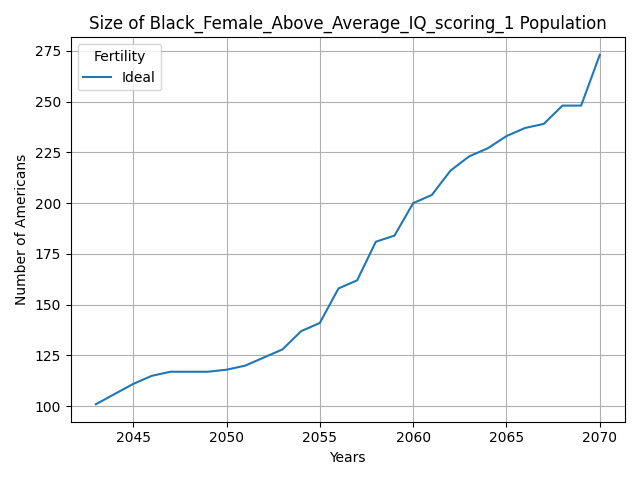 Size of Black_Female_Above_Average_IQ_scoring_1 Population
Fertility
Ideal
275
250
225
200
175
150
125
100
Number of Americans
2045 2050 2055 2060 2065 2070
Years